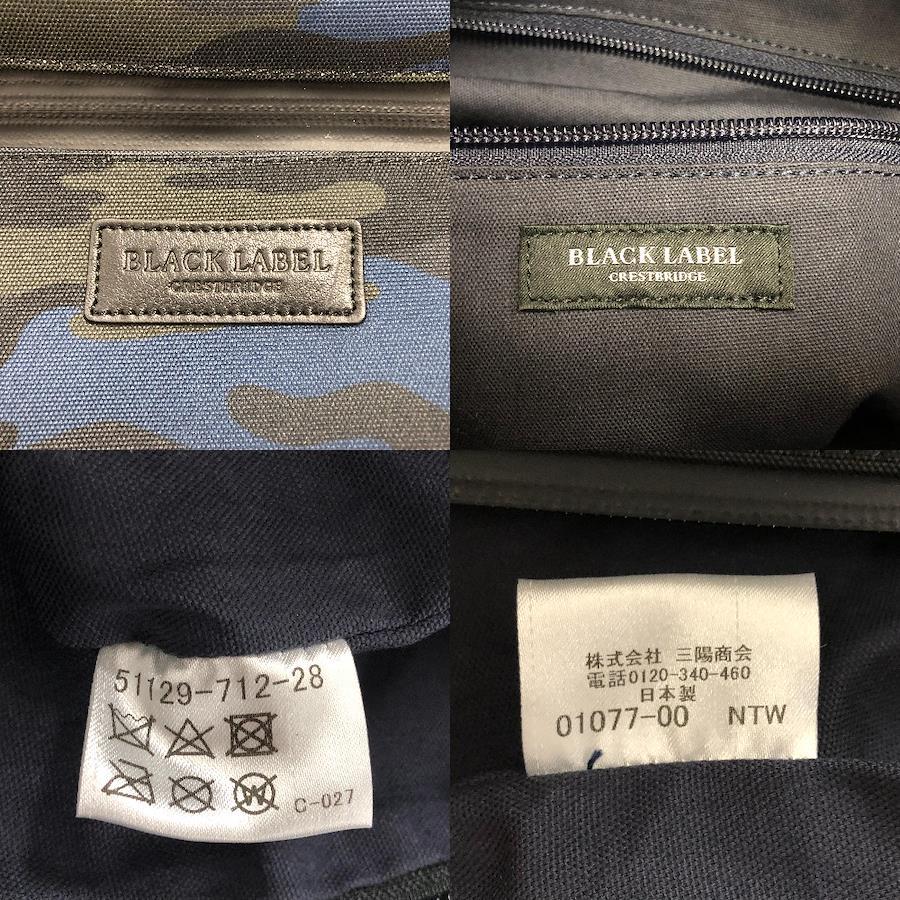 BLACK LABEL
CRESTBRIDGE
BLACK LABEL
CRESTBRIDGE
51129-712-28
W
C-027
株式会社 三陽商会
電話0120-340-460
日本製
01077-00 NTW